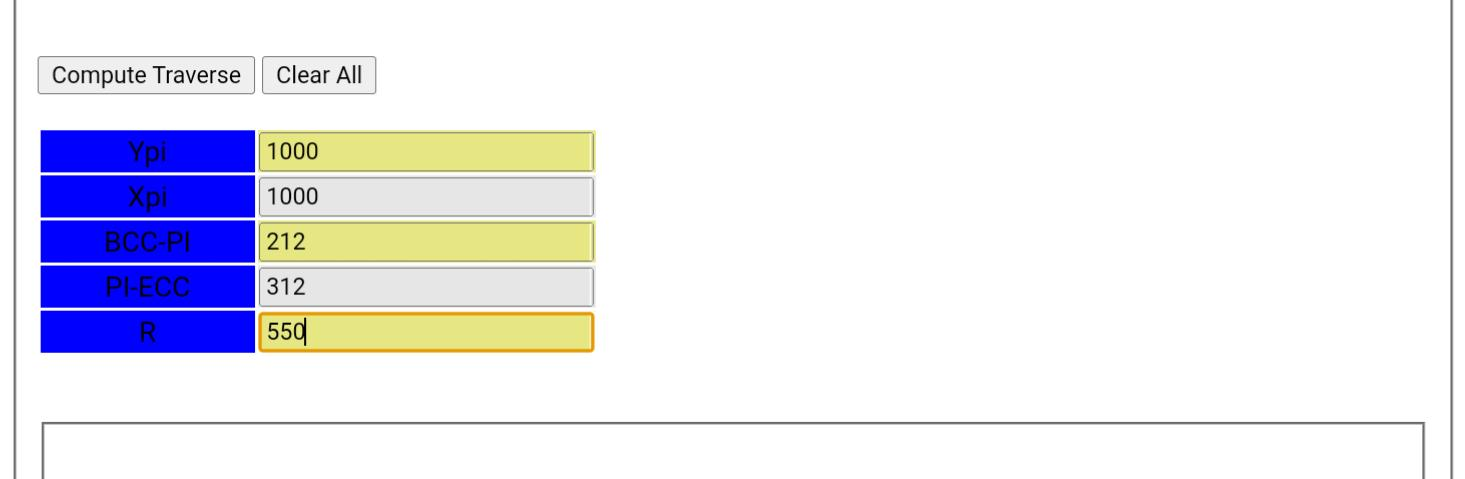 Compute Traverse Clear All
Ypi 1000
Xpi 1000
BCC-PI 212
PI-ECC 312
R 550